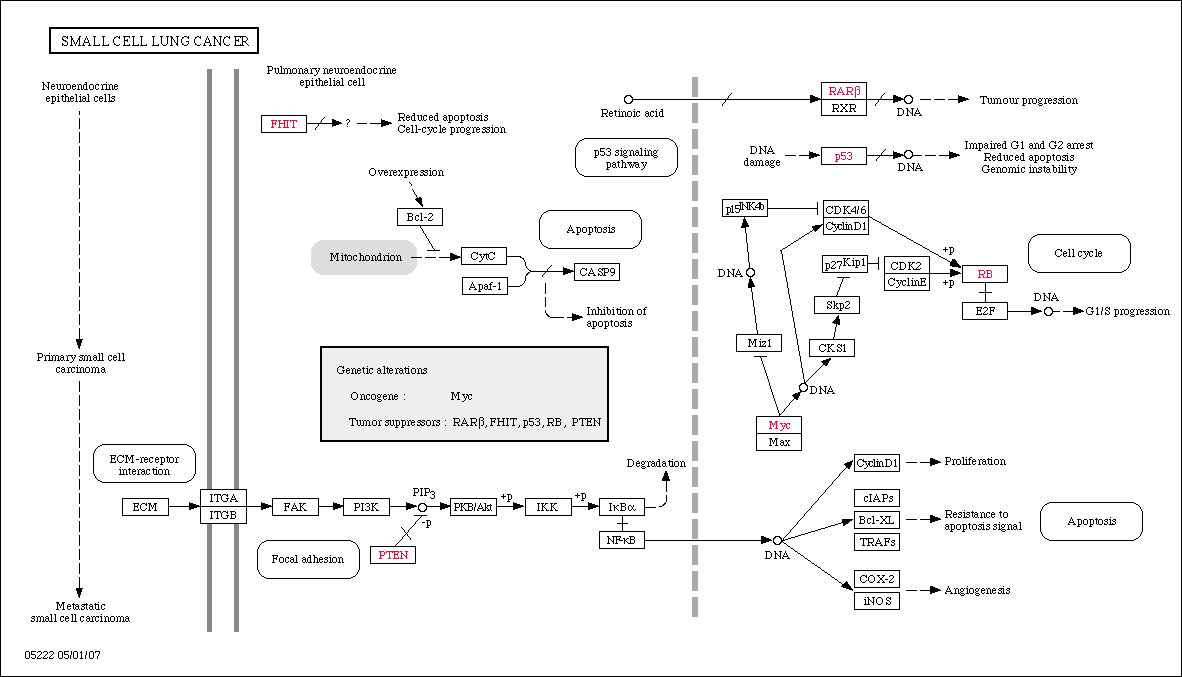 SMALL CELL LUNG CANCER
Neuroendocrine
epithelial cells
Pulmonary neuroendocrine
epithelial cell
FHIT
?
Reduced apoptosis
Cell-cycle progression
Retinoic acid
RARβ
RXR
DNA
Tumour progression
p53 signaling
pathway
DNA
damage
p53
DNA
Impaired G1 and G2 arrest
Reduced apoptosis
Genomic instability
Overexpression
Bcl-2
Mitochondrion
CytC
Apaf-1
CASP9
Apoptosis
Inhibition of
apoptosis
p15INK4b
CDK4/6
CyclinD1
DNA
p27Kip1
CDK2
CyclinE
+p
+p
RB
Cell cycle
Skp2
E2F
DNA
G1/S progression
Miz1
CKS1
DNA
Myc
Max
Primary small cell
carcinoma
Genetic alterations
Oncogene : Myc
Tumor suppressors : RARβ, FHIT, p53, RB, PTEN
ECM-receptor
interaction
ECM
ITGA
ITGB
FAK
PI3K
PIP3
-p
PTEN
PKB/Akt
+p
IKK
+p
IκBα
NF-κB
Degradation
Focal adhesion
DNA
CyclinD1
Proliferation
cIAPs
Bcl-XL
TRAFs
Resistance to
apoptosis signal
Apoptosis
COX-2
iNOS
Angiogenesis
Metastatic
small cell carcinoma
05222 05/01/07